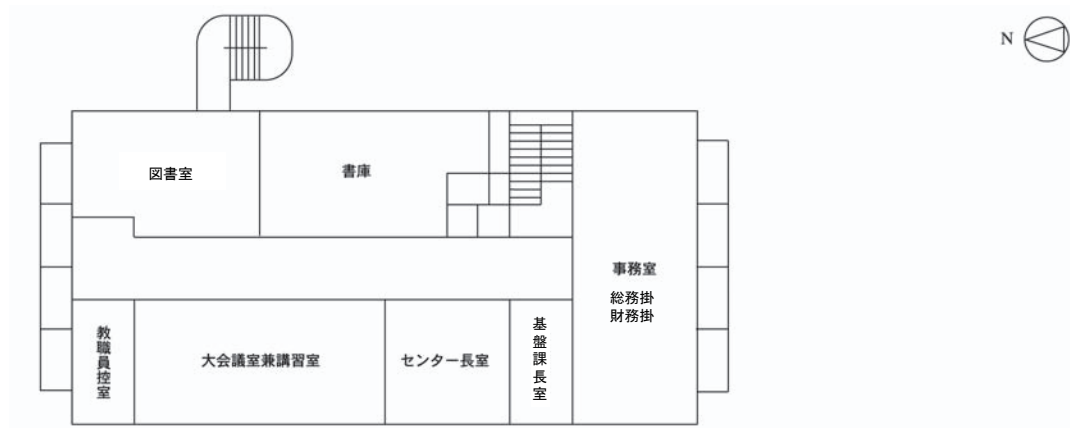 N
図書室
書庫
事務室
総務掛
財務掛
教職員控室
大会議室兼講習室
センター長室
基盤課長室